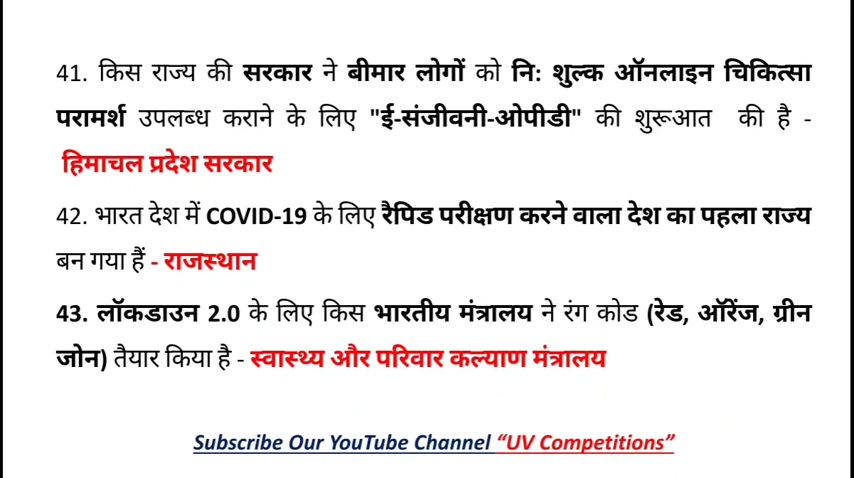 41. किस राज्य की सरकार ने बीमार लोगों को नि: शुल्क ऑनलाइन चिकित्सा
परामर्श उपलब्ध कराने के लिए "ई-संजीवनी-ओपीडी" की शुरूआत की है -
हिमाचल प्रदेश सरकार
42. भारत देश में COVID-19 के लिए रैपिड परीक्षण करने वाला देश का पहला राज्य
बन गया हैं - राजस्थान
43. लॉकडाउन 2.0 के लिए किस भारतीय मंत्रालय ने रंग कोड (रेड, ऑरेंज, ग्रीन
जोन) तैयार किया है - स्वास्थ्य और परिवार कल्याण मंत्रालय
Subscribe Our YouTube Channel “UV Competitions”